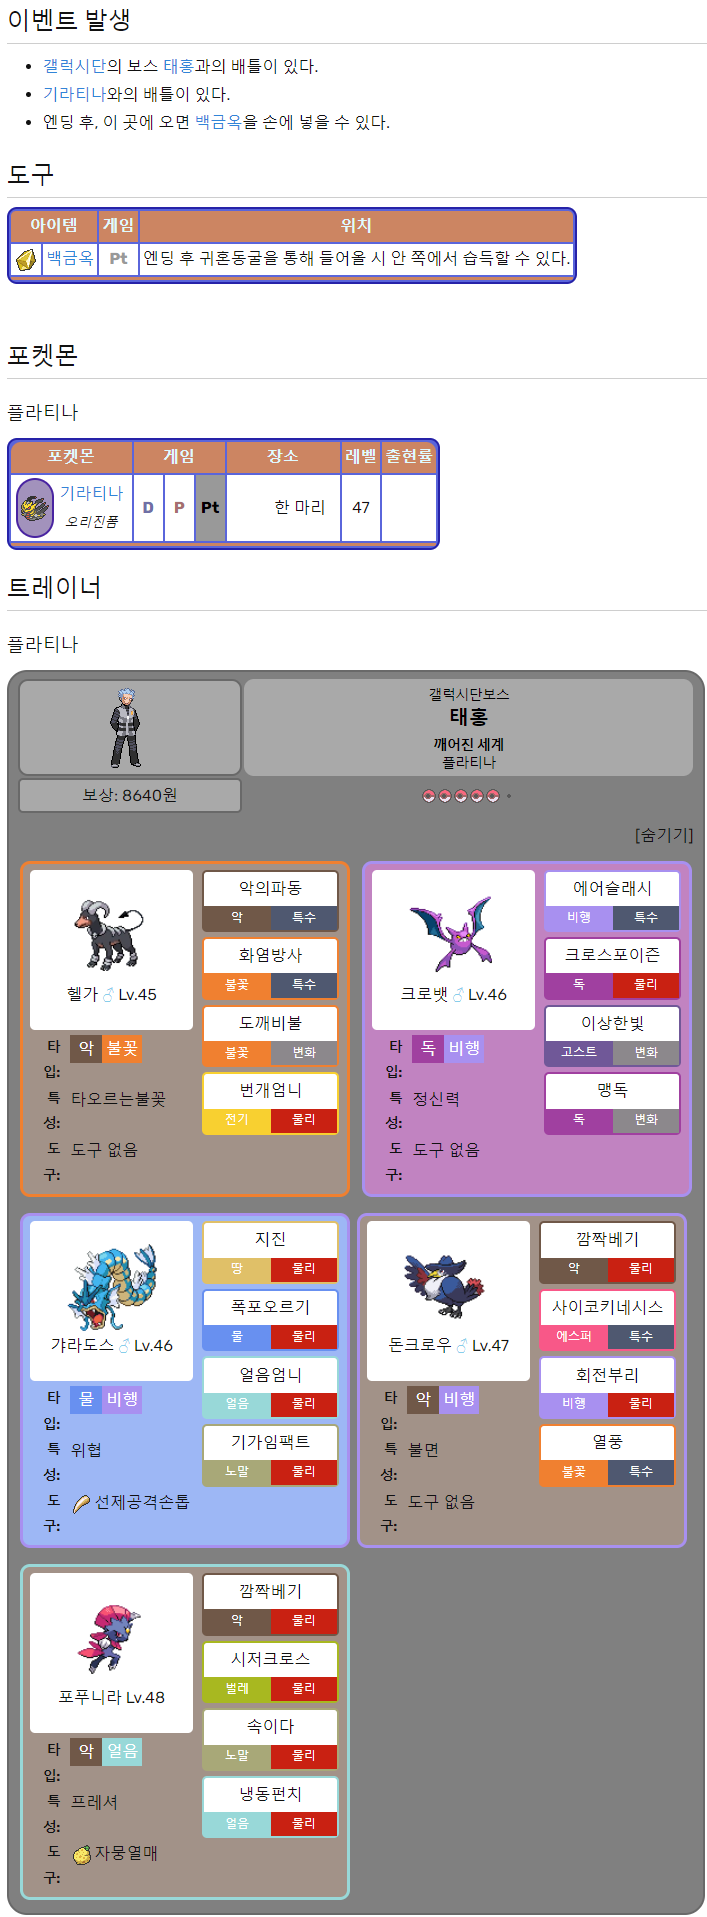 이벤트 발생
갤럭시단의 보스 태홍과의 배틀이 있다.
기라티나와의 배틀이 있다.
엔딩 후, 이 곳에 오면 백금옥을 손에 넣을 수 있다.
도구
아이템 게임 위치
백금옥 Pt 엔딩 후 귀혼동굴을 통해 들어올 시 안 쪽에서 습득할 수 있다.
포켓몬
플라티나
포켓몬 게임 장소 레벨 출현률
기라티나
오리진폼
D P Pt 한 마리 47
트레이너
플라티나
갤럭시단보스
태홍
깨어진 세계
플라티나
보상: 8640원
[숨기기]
헬가♂Lv.45
타입: 악 불꽃
특성: 타오르는불꽃
도구: 도구 없음
악의파동
악 특수
화염방사
불꽃 특수
도깨비불
불꽃 변화
번개엄니
전기 물리
크로뱃♂Lv.46
타입: 독 비행
특성: 정신력
도구: 도구 없음
에어슬래시
비행 특수
크로스포이즌
독 물리
이상한빛
고스트 변화
맹독
독 변화
갸라도스♂Lv.46
타입: 물 비행
특성: 위협
도구: 선제공격손톱
지진
땅 물리
폭포오르기
물 물리
얼음엄니
얼음 물리
기가임팩트
노말 물리
돈크로우♂Lv.47
타입: 악 비행
특성: 불면
도구: 도구 없음
깜짝베기
악 물리
사이코키네시스
에스퍼 특수
회전부리
비행 물리
열풍
불꽃 특수
포푸니라 Lv.48
타입: 악 얼음
특성: 프레셔
도구: 자뭉열매
깜짝베기
악 물리
시저크로스
벌레 물리
속이다
노말 물리
냉동펀치
얼음 물리